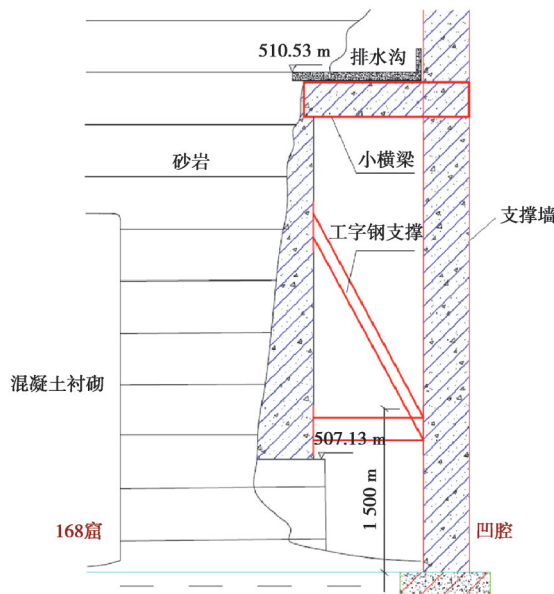 510.53 m
排水沟
砂岩
小横梁
支撑墙
工字钢支撑
混凝土衬砌
507.13 m
1 500 m
168窟
凹腔